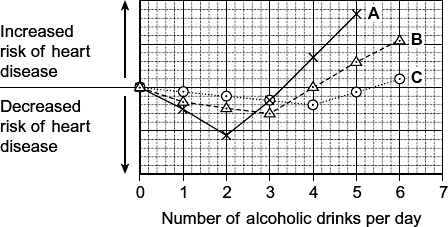 Increased
risk of heart
disease
Decreased
risk of heart
disease
A
B
C
0 1 2 3 4 5 6 7
Number of alcoholic drinks per day